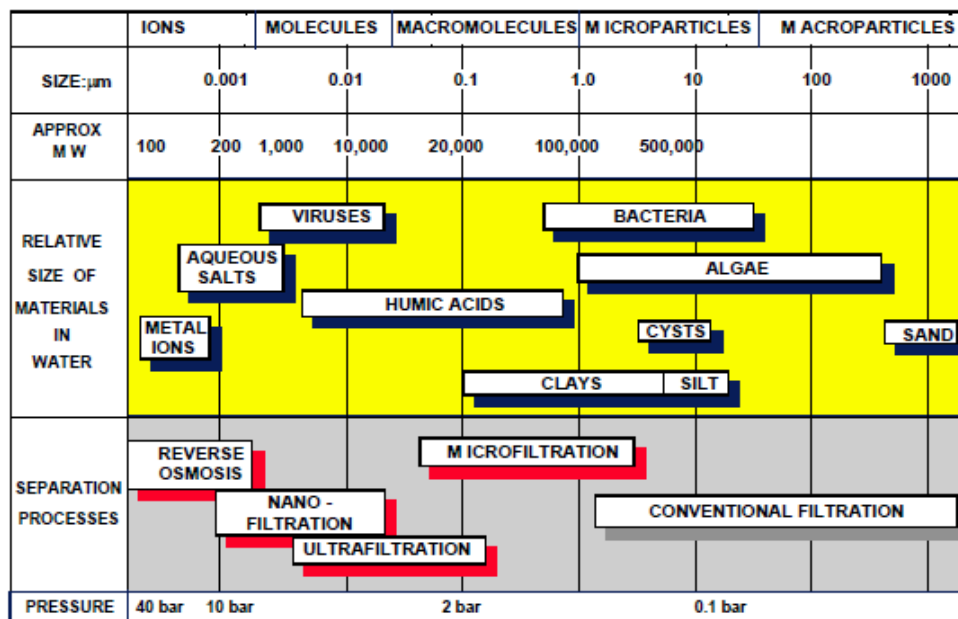 IONS MOLECULES MACROMOLECULES M ICROPARTICLES M ACROPARTICLES
SIZE:µm 0.001 0.01 0.1 1.0 10 100 1000
APPROX
M W
100 200 1,000 10,000 20,000 100,000 500,000
RELATIVE
SIZE OF
MATERIALS
IN
WATER
VIRUSES
BACTERIA
AQUEOUS
SALTS
ALGAE
HUMIC ACIDS
METAL
IONS
CYSTS
SAND
CLAYS
SILT
SEPARATION
PROCESSES
REVERSE
OSMOSIS
M ICROFILTRATION
NANO -
FILTRATION
CONVENTIONAL FILTRATION
ULTRAFILTRATION
PRESSURE 40 bar 10 bar 2 bar 0.1 bar